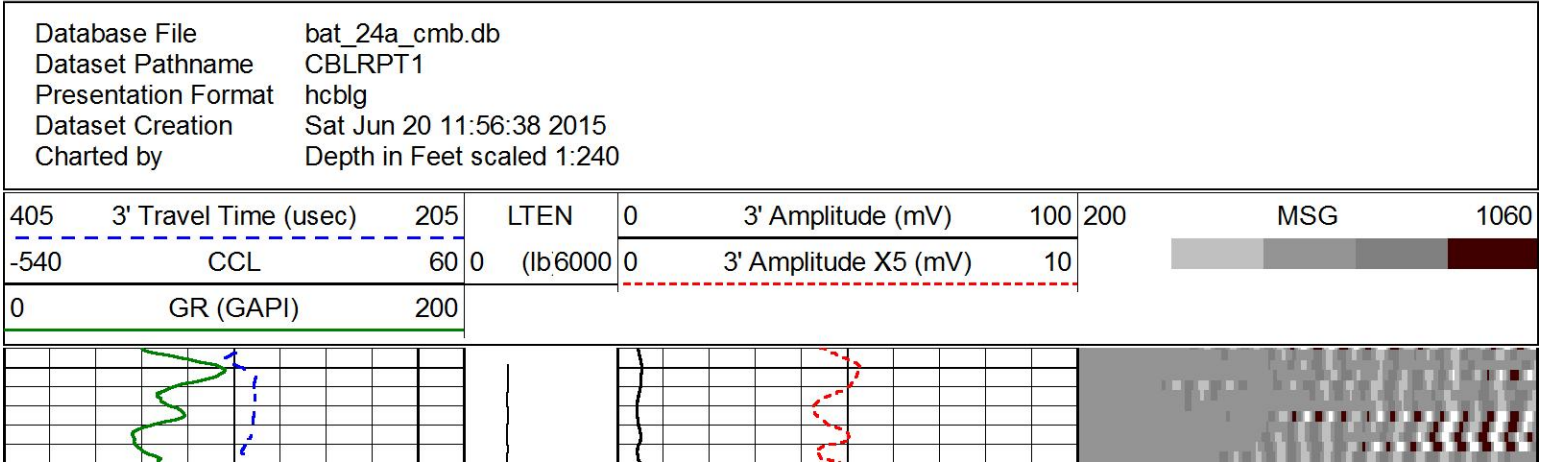 Database File bat_24a_cmb.db
Dataset Pathname CBLRPT1
Presentation Format hcblg
Dataset Creation Sat Jun 20 11:56:38 2015
Charted by Depth in Feet scaled 1:240
405 3' Travel Time (usec) 205 LTEN 0 3' Amplitude (mV) 100 200 MSG 1060
-540 CCL 60 0 (lb 6000 0 3' Amplitude X5 (mV) 10
0 GR (GAPI) 200